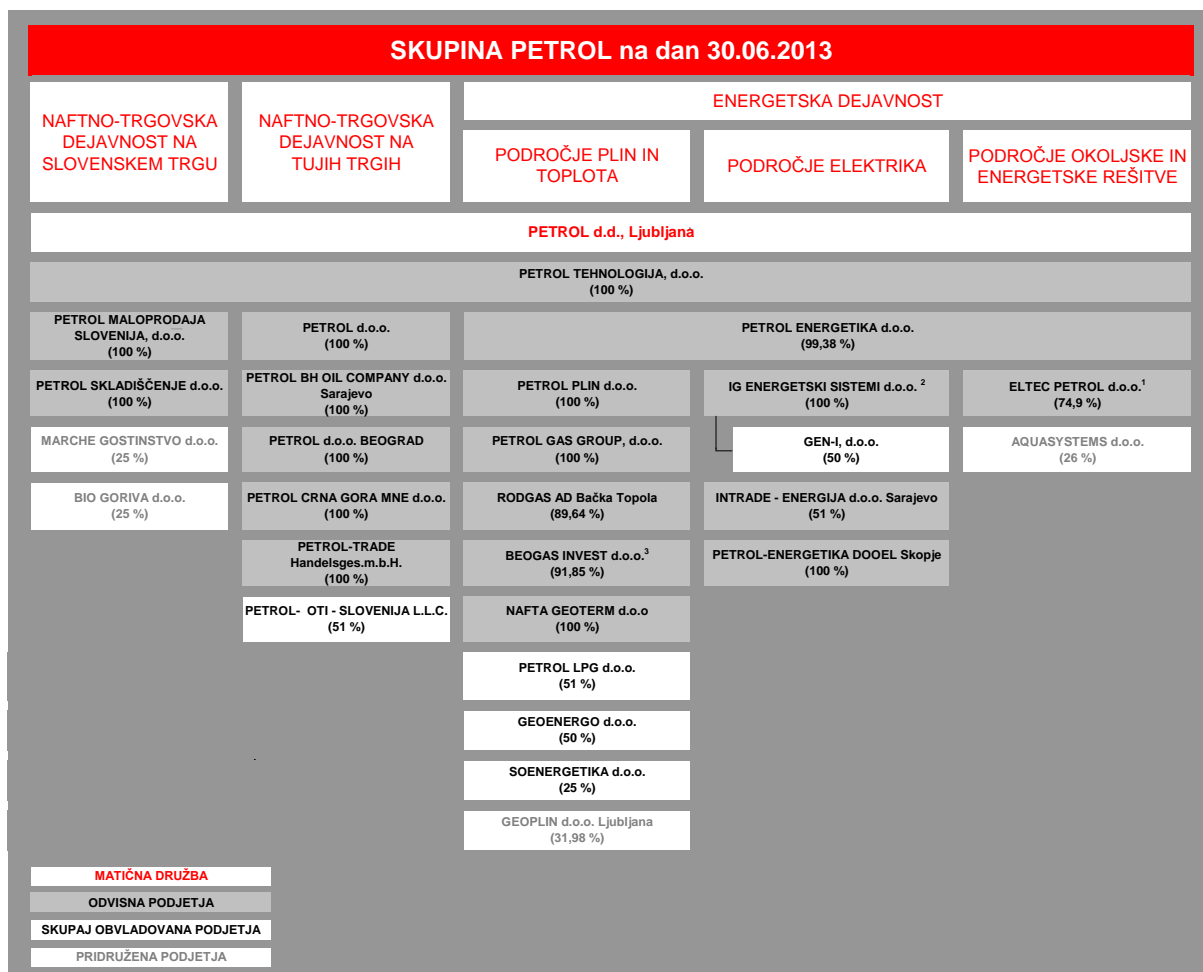 SKUPINA PETROL na dan 30.06.2013
NAFTNO-TRGOVSKA
DEJAVNOST NA
SLOVENSKEM TRGU
NAFTNO-TRGOVSKA
DEJAVNOST NA
TUJIH TRGIH
ENERGETSKA DEJAVNOST
PODROČJE PLIN IN
TOPLOTA
PODROČJE ELEKTRIKA
PODROČJE OKOLJSKE IN
ENERGETSKE REŠITVE
PETROL d.d., Ljubljana
PETROL TEHNOLOGIJA, d.o.o.
(100 %)
PETROL MALOPRODAJA
SLOVENIJA, d.o.o.
(100 %)
PETROL d.o.o.
(100 %)
PETROL ENERGETIKA d.o.o.
(99,38 %)
PETROL SKLADIŠČENJE d.o.o.
(100 %)
PETROL BH OIL COMPANY d.o.o.
Sarajevo
(100 %)
PETROL PLIN d.o.o.
(100 %)
IG ENERGETSKI SISTEMI d.o.o. ²
(100 %)
ELTEC PETROL d.o.o.¹
(74,9 %)
MARCHE GOSTINSTVO d.o.o.
(25 %)
PETROL d.o.o. BEOGRAD
(100 %)
PETROL GAS GROUP, d.o.o.
(100 %)
GEN-I, d.o.o.
(50 %)
AQUASYSTEMS d.o.o.
(26 %)
BIO GORIVA d.o.o.
(25 %)
PETROL CRNA GORA MNE d.o.o.
(100 %)
RODGAS AD Bačka Topola
(89,64 %)
INTRADE - ENERGIJA d.o.o. Sarajevo
(51 %)
PETROL-TRADE
Handelsges.m.b.H.
(100 %)
BEOGAS INVEST d.o.o.³
(91,85 %)
PETROL-ENERGETIKA DOOEL Skopje
(100 %)
PETROL- OTI - SLOVENIJA L.L.C.
(51 %)
NAFTA GEOTERM d.o.o
(100 %)
PETROL LPG d.o.o.
(51 %)
GEOENERGO d.o.o.
(50 %)
SOENERGETIKA d.o.o.
(25 %)
GEOPLIN d.o.o. Ljubljana
(31,98 %)
MATIČNA DRUŽBA
ODVISNA PODJETJA
SKUPAJ OBVLADOVANA PODJETJA
PRIDRUŽENA PODJETJA